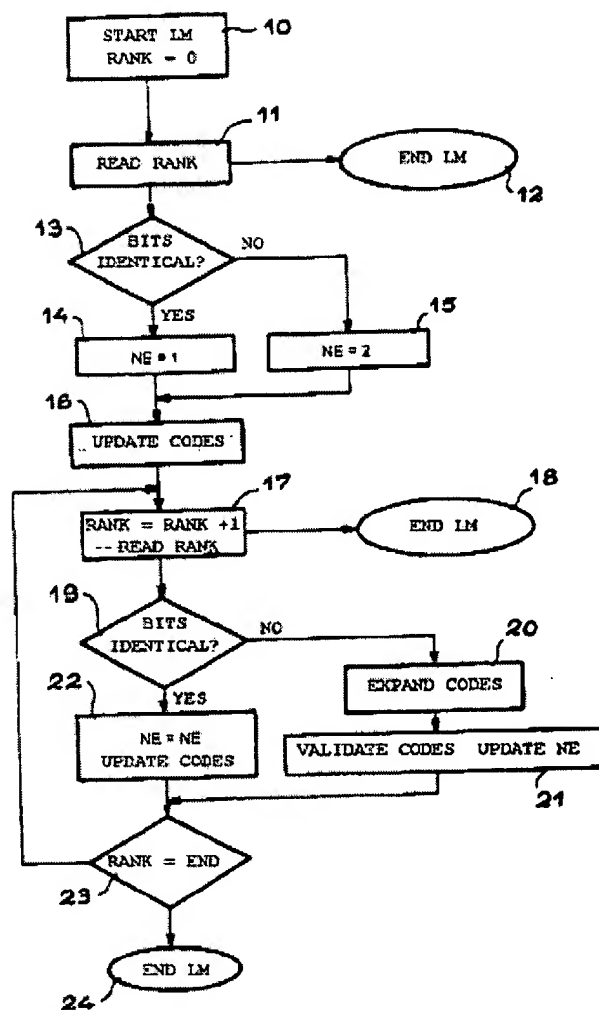 10
START LM
RANK = 0
11
READ RANK
END LM
12
13
BITS
IDENTICAL?
NO
YES
14
NE = 1
15
NE = 2
16
UPDATE CODES
17
RANK = RANK +1
-- READ RANK
18
END LM
19
BITS
IDENTICAL?
NO
YES
20
EXPAND CODES
22
NE = NE
UPDATE CODES
VALIDATE CODES UPDATE NE
21
RANK = END
23
END LM
24